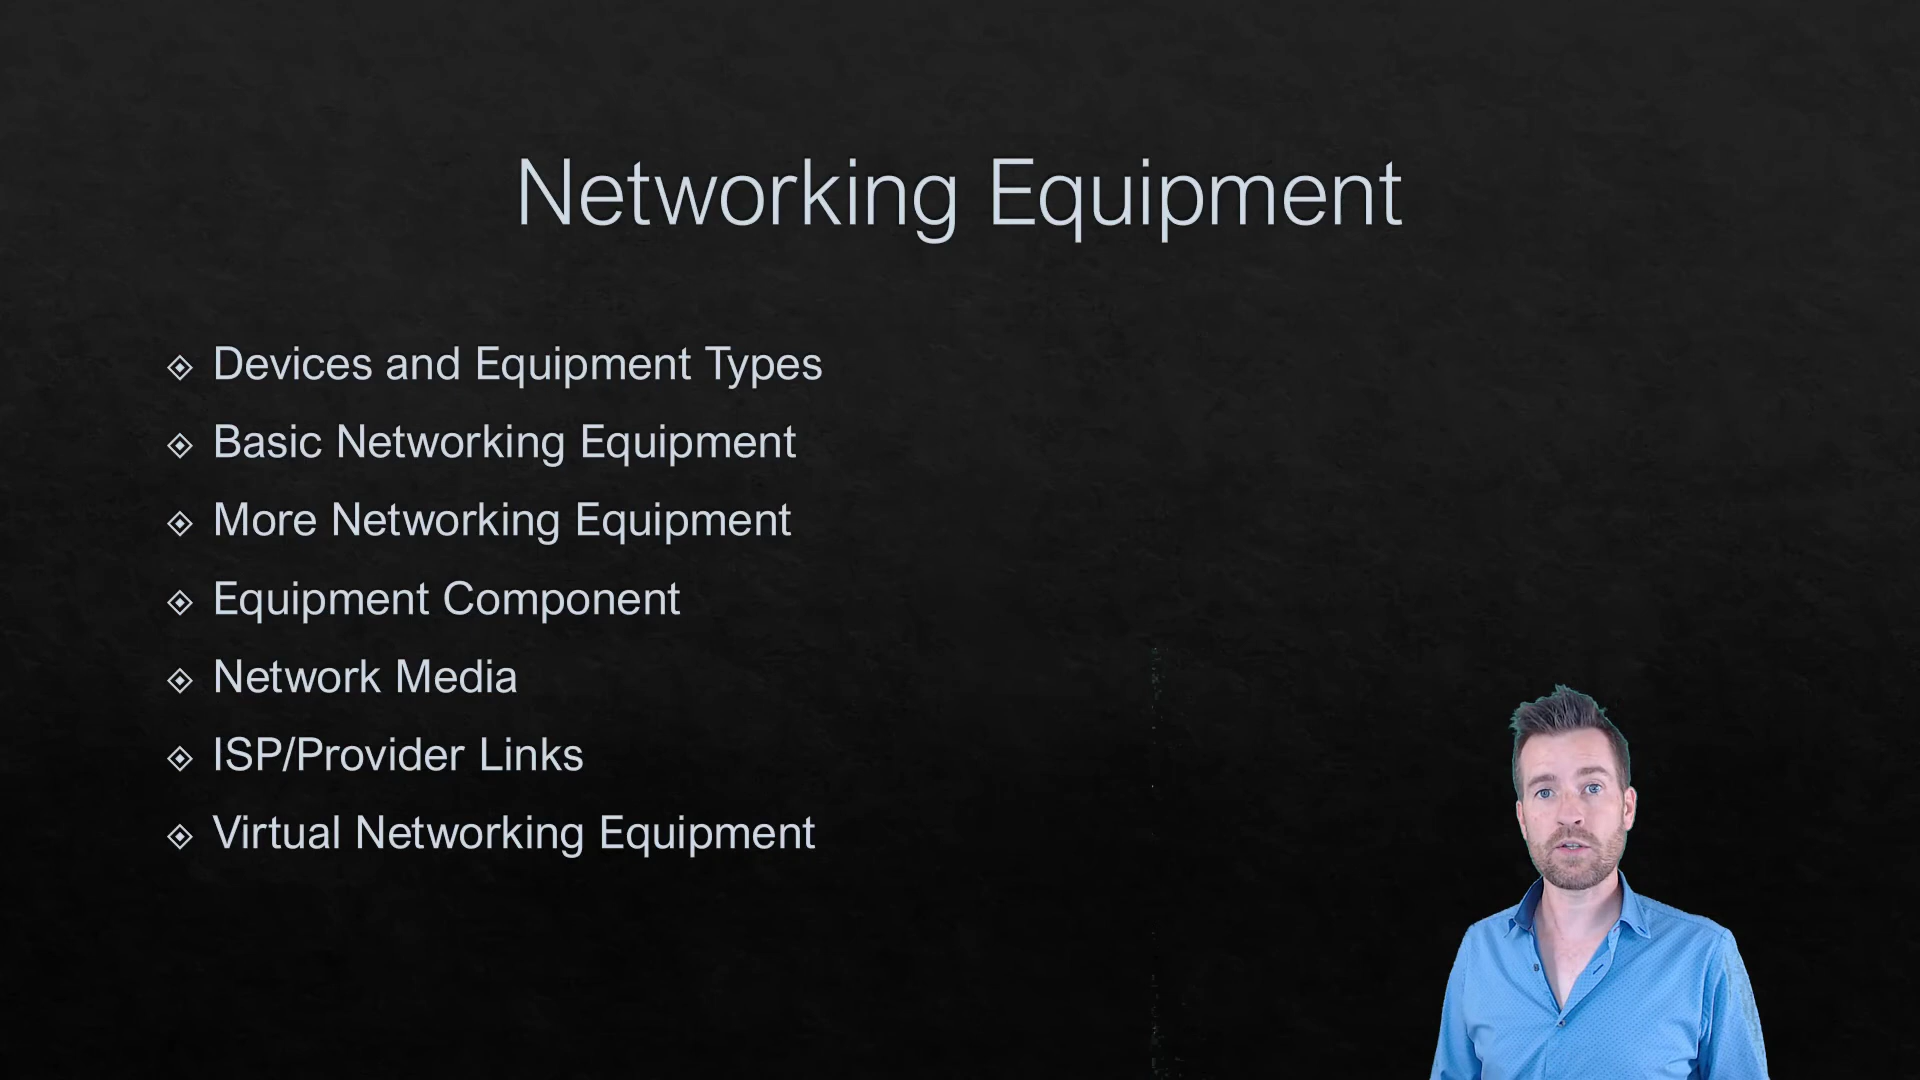 Networking Equipment
Devices and Equipment Types
Basic Networking Equipment
More Networking Equipment
Equipment Component
Network Media
ISP/Provider Links
Virtual Networking Equipment